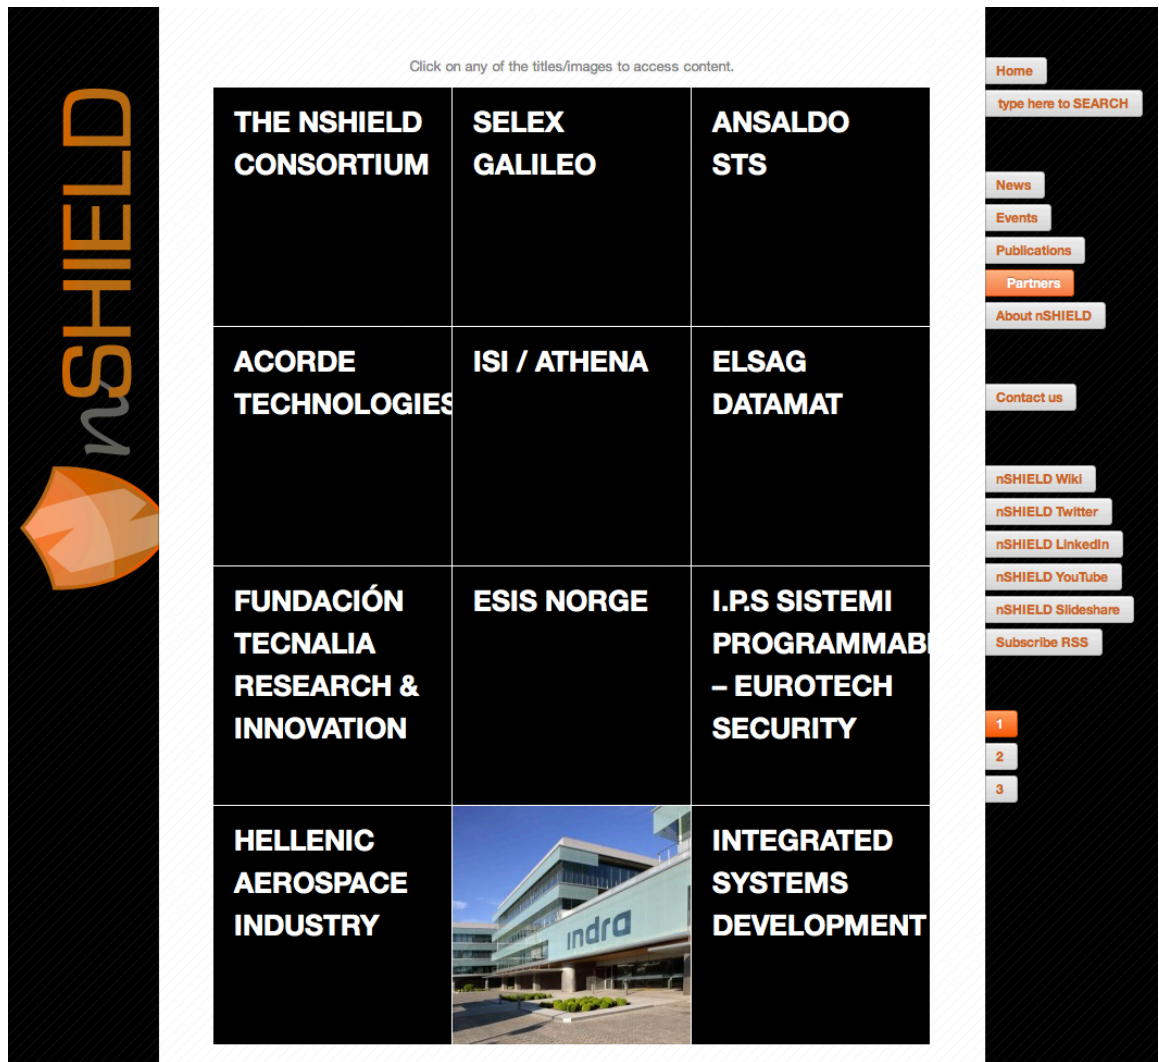 nSHIELD
Click on any of the titles/images to access content.
THE NSHIELD
CONSORTIUM
SELEX
GALILEO
ANSALDO
STS
ACORDE
TECHNOLOGIES
ISI / ATHENA
ELSAG
DATAMAT
FUNDACIÓN
TECNALIA
RESEARCH &
INNOVATION
ESIS NORGE
I.P.S SISTEMI
PROGRAMMABI
– EUROTECH
SECURITY
HELLENIC
AEROSPACE
INDUSTRY
indra
INTEGRATED
SYSTEMS
DEVELOPMENT
Home
type here to SEARCH
News
Events
Publications
Partners
About nSHIELD
Contact us
nSHIELD Wiki
nSHIELD Twitter
nSHIELD LinkedIn
nSHIELD YouTube
nSHIELD Slideshare
Subscribe RSS
1
2
3